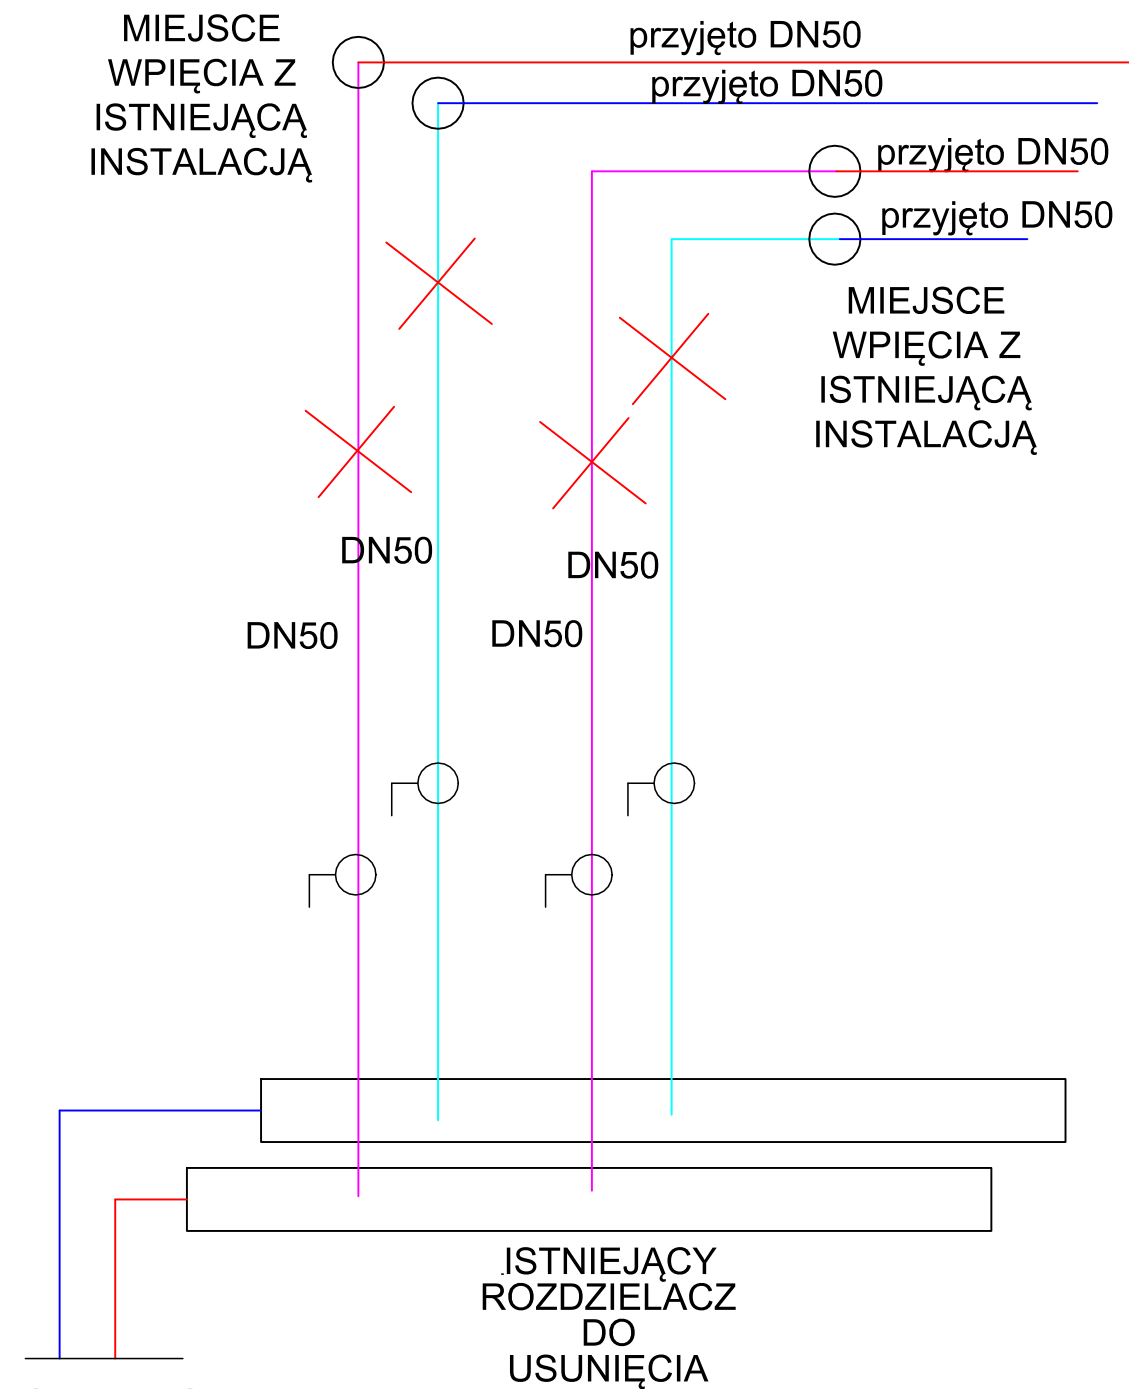 MIEJSCE
WPIĘCIA Z
ISTNIEJĄCĄ
INSTALACJĄ
przyjęto DN50
przyjęto DN50
przyjęto DN50
przyjęto DN50
MIEJSCE
WPIĘCIA Z
ISTNIEJĄCĄ
INSTALACJĄ
DN50
DN50
DN50
DN50
ISTNIEJĄCY
ROZDZIELACZ
DO
USUNIĘCIA